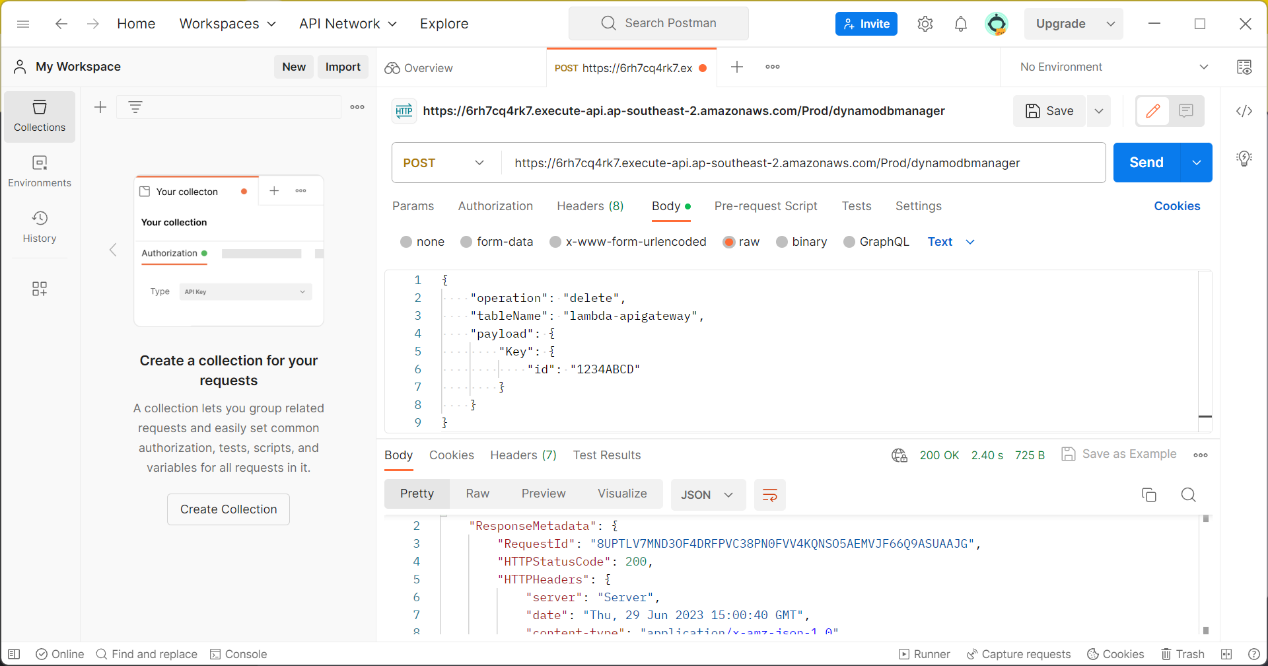 Home Workspaces API Network Explore Search Postman Invite Upgrade
My Workspace New Import Overview POST https://6rh7cq4rk7.ex No Environment
Collections
Environments
History
Your collecton
Your collection
Authorization
Type API Key
Create a collection for your
requests
A collection lets you group related
requests and easily set common
authorization, tests, scripts, and
variables for all requests in it.
Create Collection
HTTP https://6rh7cq4rk7.execute-api.ap-southeast-2.amazonaws.com/Prod/dynamodbmanager Save
POST https://6rh7cq4rk7.execute-api.ap-southeast-2.amazonaws.com/Prod/dynamodbmanager Send
Params Authorization Headers (8) Body Pre-request Script Tests Settings Cookies
none form-data x-www-form-urlencoded raw binary GraphQL Text
1 {
2 "operation": "delete",
3 "tableName": "lambda-apigateway",
4 "payload": {
5 "Key": {
6 "id": "1234ABCD"
7 }
8 }
9 }
Body Cookies Headers (7) Test Results 200 OK 2.40 s 725 B Save as Example
Pretty Raw Preview Visualize JSON
2 "ResponseMetadata": {
3 "RequestId": "8UPTLV7MND3OF4DRFPVC38PN0FVV4KQNSO5AEMVJF66Q9ASUAAJG",
4 "HTTPStatusCode": 200,
5 "HTTPHeaders": {
6 "server": "Server",
7 "date": "Thu, 29 Jun 2023 15:00:40 GMT",
8 "content-type": "application/x-amz-json-1.0"
Online Find and replace Console Runner Capture requests Cookies Trash